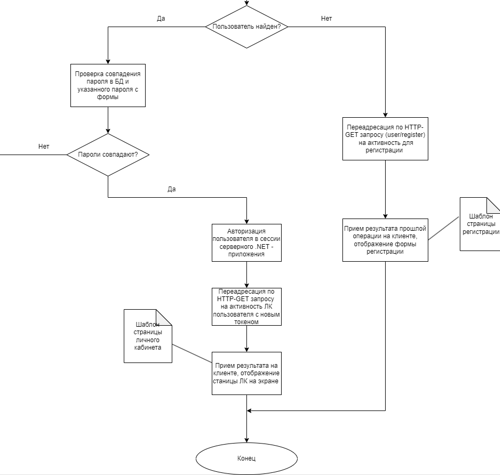 Да
Пользователь найден?
Нет
Проверка совпадения
пароля в БД и
указанного пароля с
формы
Переадресация по HTTP-
GET запросу (user/register)
на активность для
регистрации
Нет
Пароли совпадают?
Да
Авторизация
пользователя в сессии
серверного .NET -
приложения
Прием результата прошлой
операции на клиенте,
отображение формы
регистрации
Шаблон
страницы
регистрации
Переадресация по
HTTP-GET запросу
на активность ЛК
пользователя с новым
токеном
Шаблон
страницы
личного
кабинета
Прием результата на
клиенте, отображение
станицы ЛК на экране
Конец